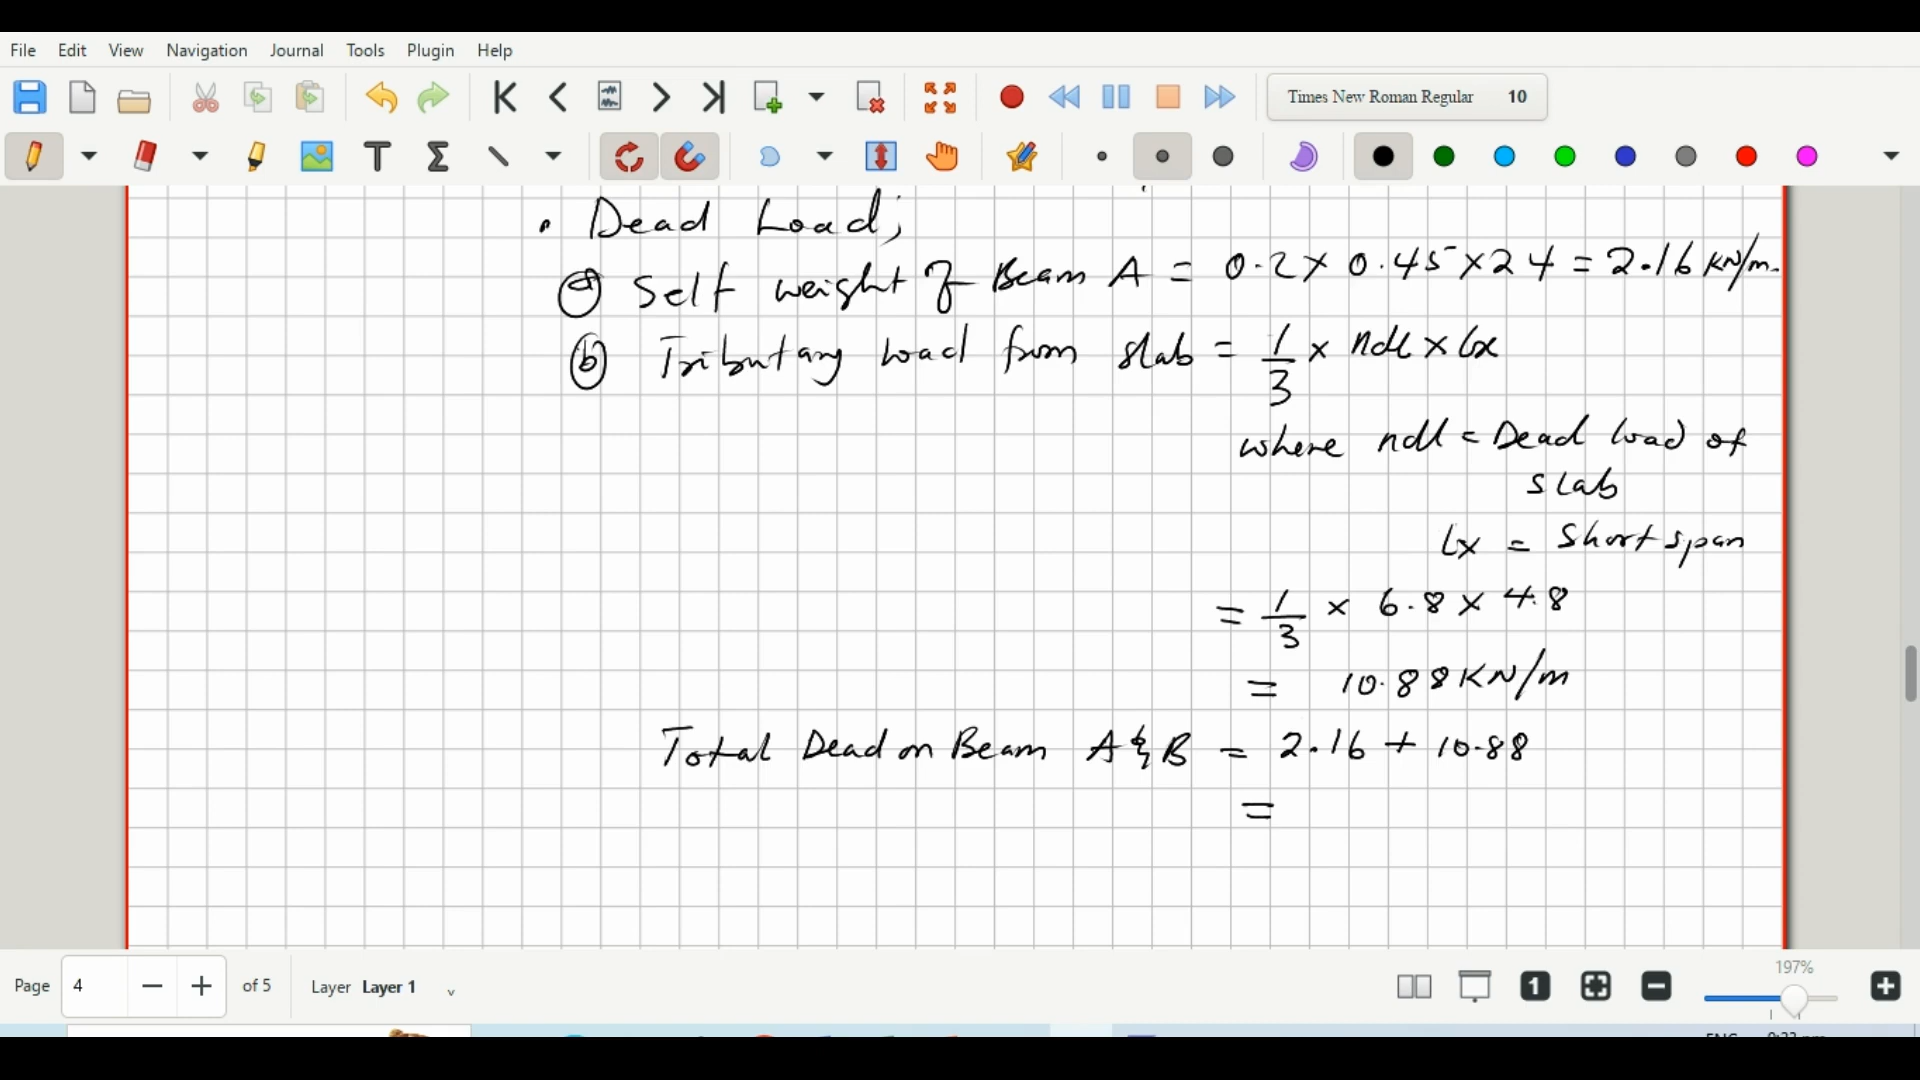 File Edit View Navigation Journal Tools Plugin Help
Times New Roman Regular 10
T Σ
. Dead Load;
(a) Self weight of Beam A = 0.2 x 0.45 x 24 = 2.16 KN/m.
(b) Tributary Load from slab = 1/3 x ndl x Lx
where ndl = Dead load of
slab
Lx = Short span
= 1/3 x 6.8 x 4.8
= 10.88 KN/m
Total Dead on Beam A & B = 2.16 + 10.88
=
Page 4 of 5 Layer Layer 1 1 197%